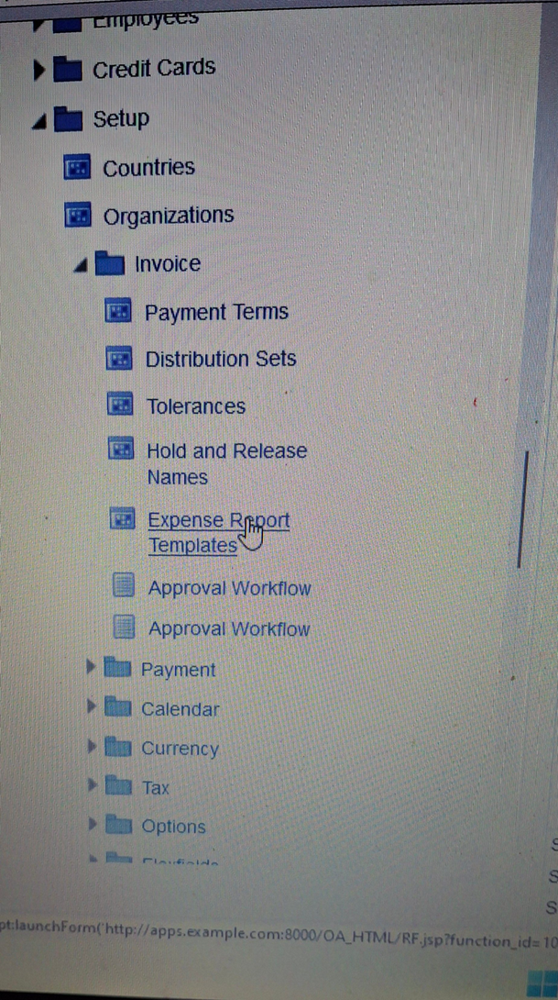 Employees
Credit Cards
Setup
Countries
Organizations
Invoice
Payment Terms
Distribution Sets
Tolerances
Hold and Release
Names
Expense Report
Templates
Approval Workflow
Approval Workflow
Payment
Calendar
Currency
Tax
Options
Flexfields
S
S
S
pt:launchForm('http://apps.example.com:8000/OA_HTML/RF.jsp?function_id=10